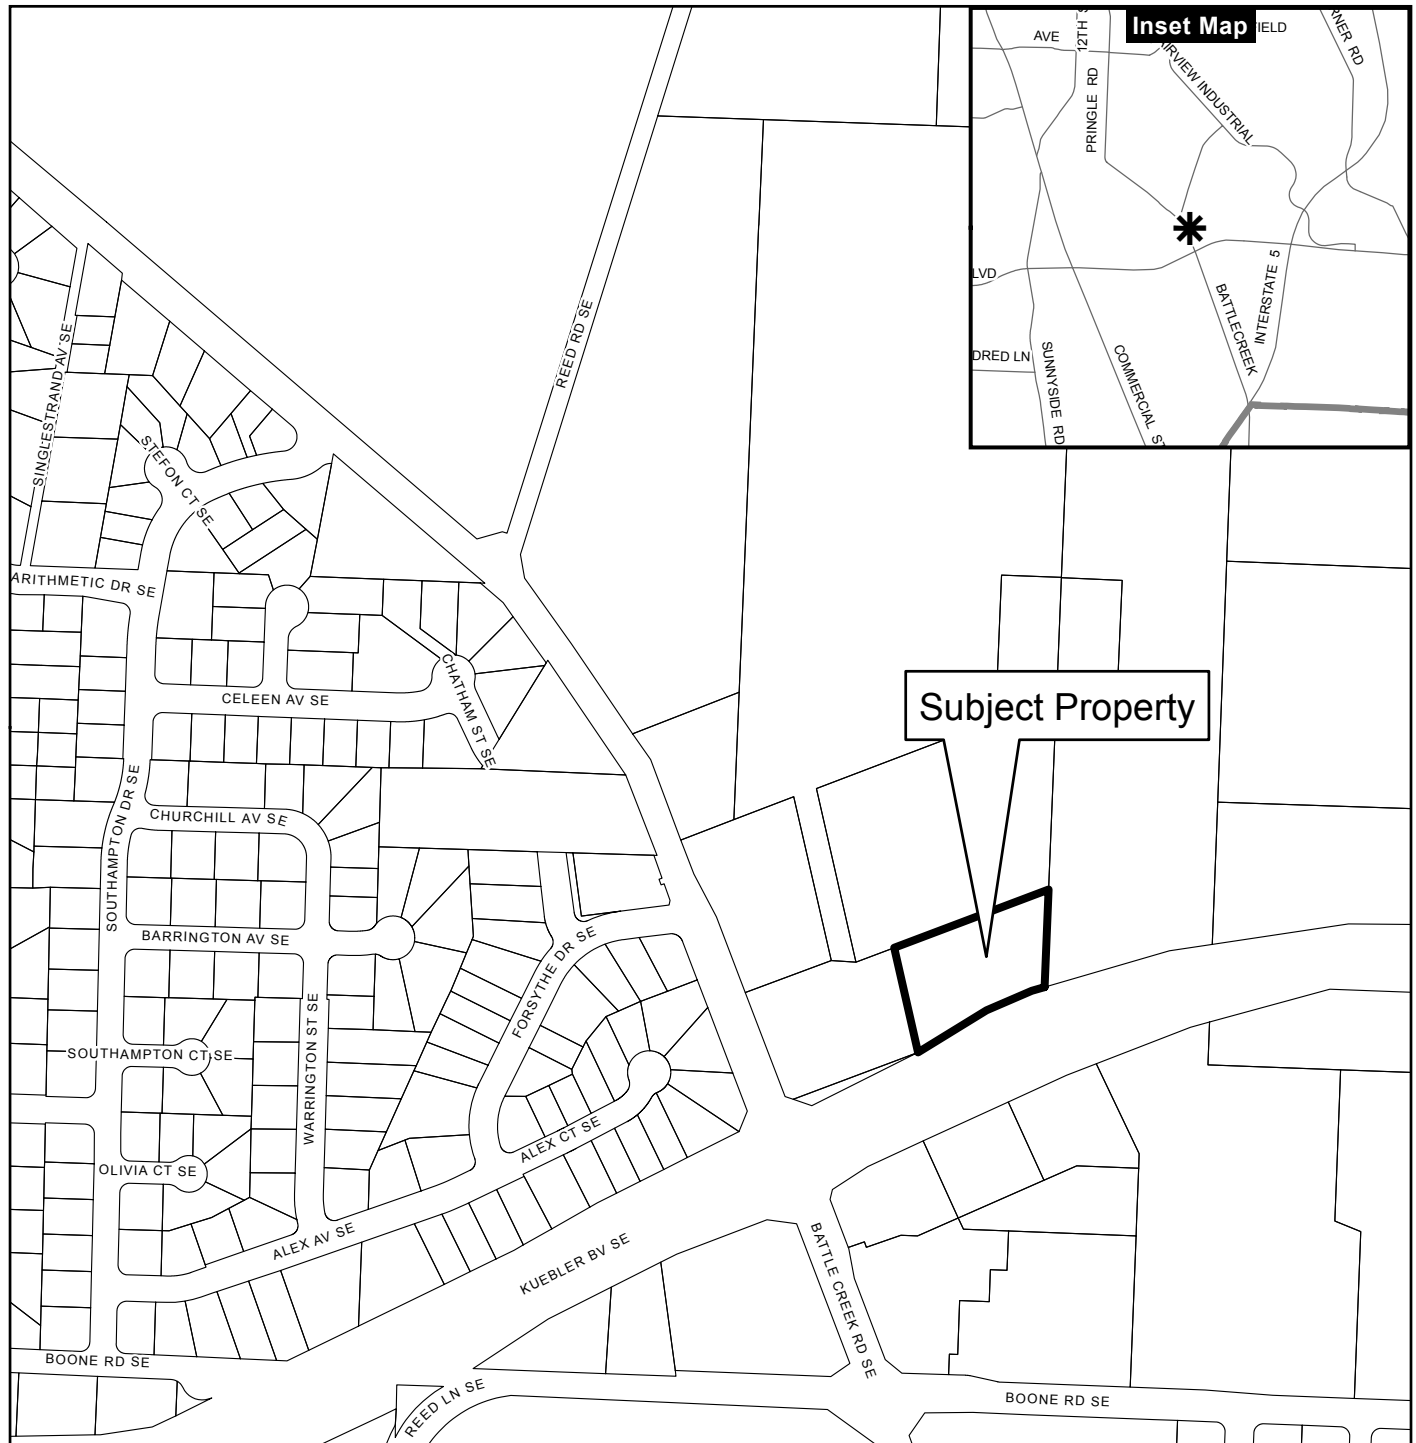 Inset Map
AVE
12TH S
IELD
RNER RD
PRINGLE RD
IRVIEW INDUSTRIAL
LVD
BATTLECREEK
INTERSTATE 5
DRED LN
SUNNYSIDE RD
COMMERCIAL ST
REED RD SE
SINGLESTRAND AV SE
STEFON CT SE
ARITHMETIC DR SE
CELEEN AV SE
CHATHAM ST SE
Subject Property
SOUTHAMPTON DR SE
CHURCHILL AV SE
BARRINGTON AV SE
FORSYTHE DR SE
WARRINGTON ST SE
SOUTHAMPTON CT SE
ALEX CT SE
OLIVIA CT SE
ALEX AV SE
KUEBLER BV SE
BATTLE CREEK RD SE
BOONE RD SE
REED LN SE
BOONE RD SE